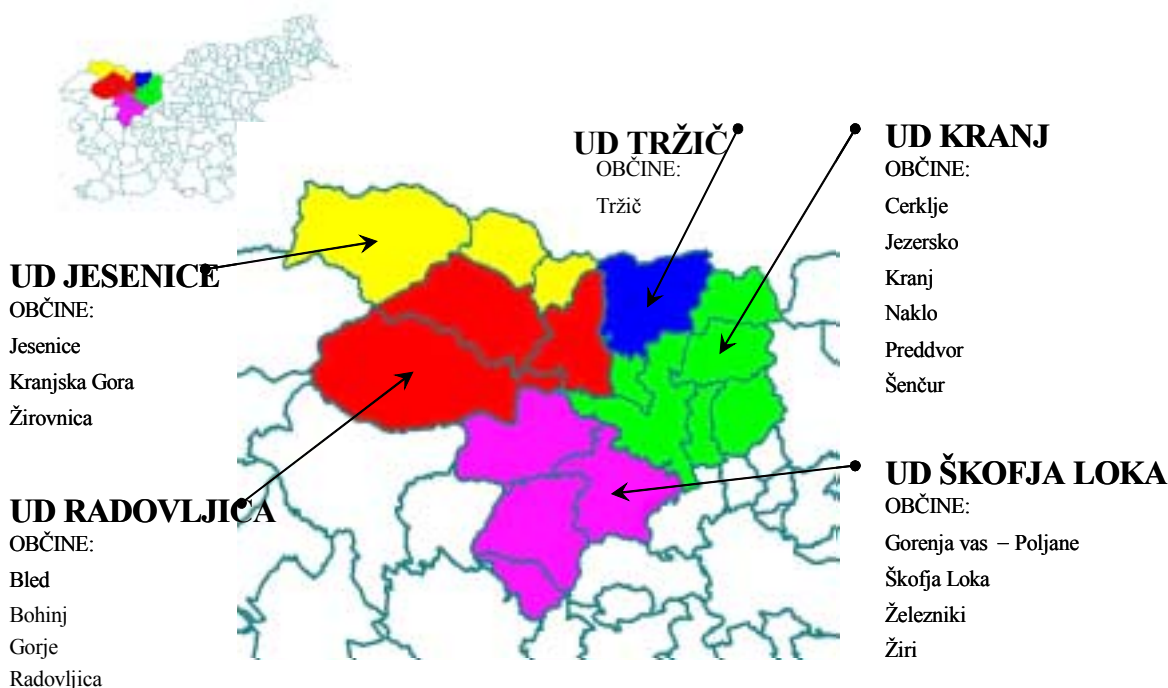 UD TRŽIČ
OBČINE:
Tržič
UD KRANJ
OBČINE:
Cerklje
Jezersko
Kranj
Naklo
Preddvor
Šenčur
UD JESENICE
OBČINE:
Jesenice
Kranjska Gora
Žirovnica
UD RADOVLJICA
OBČINE:
Bled
Bohinj
Gorje
Radovljica
UD ŠKOFJA LOKA
OBČINE:
Gorenja vas – Poljane
Škofja Loka
Železniki
Žiri